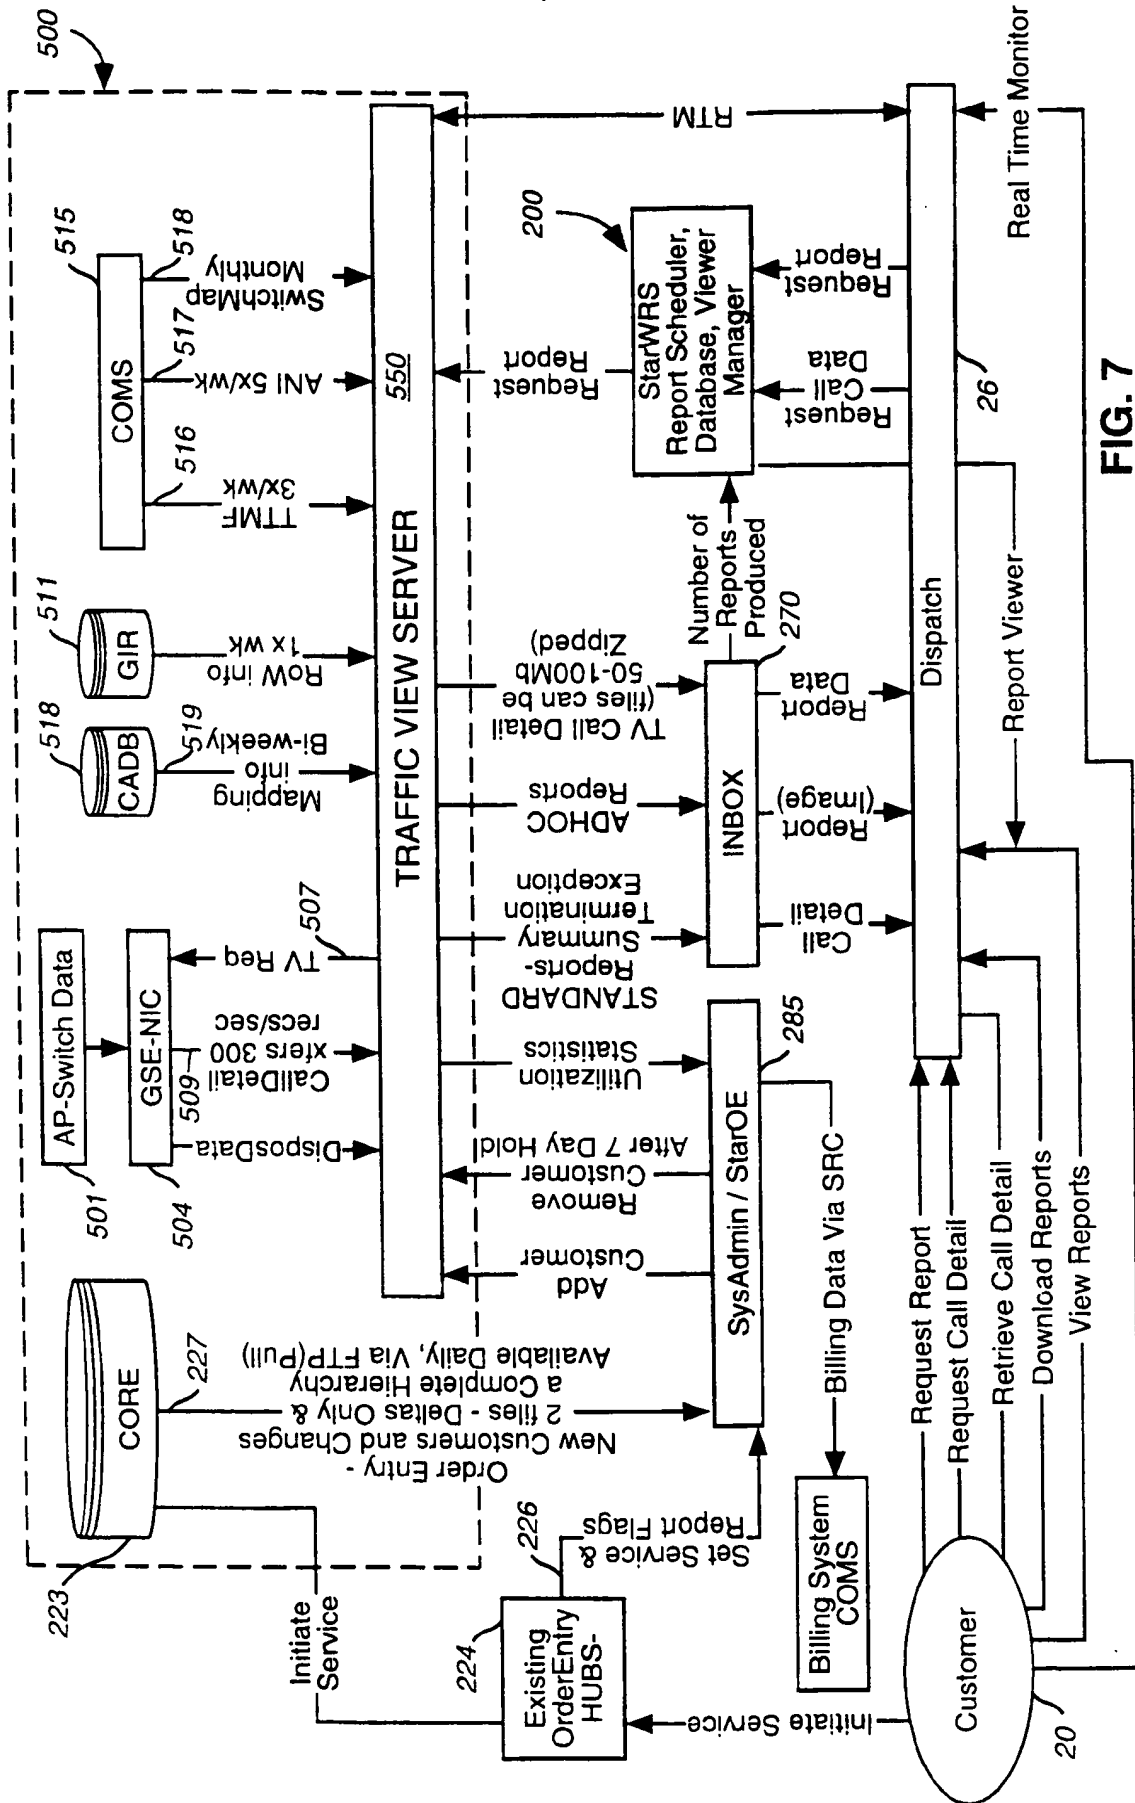 500
CORE
223
227
Order Entry -
New Customers and Changes
2 files - Deltas Only &
a Complete Hierarchy
Available Daily, Via FTP(Pull)
AP-Switch Data
501
GSE-NIC
504
DisposData
509
CallDetail
xfers 300
recs/sec
TV Req
507
CADB
518
519
Mapping
info
Bi-weekly
GIR
511
RoW info
1x wk
COMS
515
516
TTMF
3x/wk
517
ANI 5x/wk
518
SwitchMap
Monthly
TRAFFIC VIEW SERVER
550
Initiate
Service
Existing
OrderEntry
HUBS-
224
226
Set Service &
Report Flags
Add
Customer
Remove
Customer
After 7 Day Hold
Utilization
Statistics
SysAdmin / StarOE
285
Billing Data Via SRC
Billing System
COMS
STANDARD
Reports-
Summary
Termination
Exception
ADHOC
Reports
TV Call Detail
(files can be
50-100Mb
Zipped)
INBOX
270
Number of
Reports
Produced
Request
Report
StarWRS
Report Scheduler,
Database, Viewer
Manager
200
RTM
Call
Detail
Report
(Image)
Report
Data
Request
Call
Data
Request
Report
Dispatch
26
Initiate Service
Customer
20
Request Report
Request Call Detail
Retrieve Call Detail
Download Reports
View Reports
Report Viewer
Real Time Monitor
FIG. 7